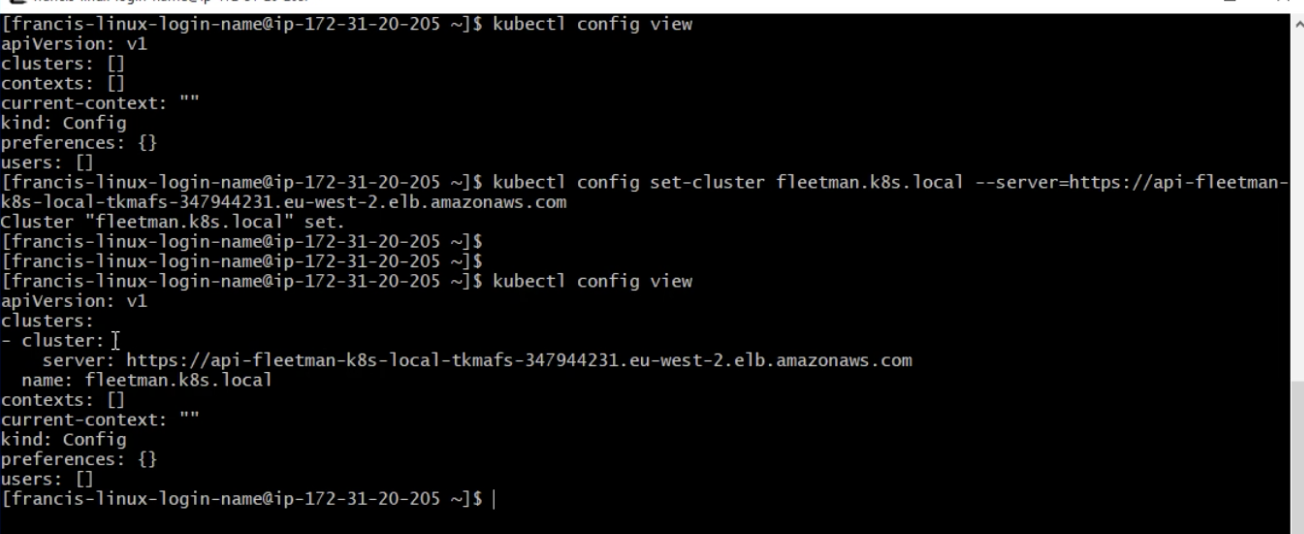 [francis-linux-login-name@ip-172-31-20-205 ~]$ kubectl config view
apiVersion: v1
clusters: []
contexts: []
current-context: ""
kind: Config
preferences: {}
users: []
[francis-linux-login-name@ip-172-31-20-205 ~]$ kubectl config set-cluster fleetman.k8s.local --server=https://api-fleetman-
k8s-local-tkmafs-347944231.eu-west-2.elb.amazonaws.com
Cluster "fleetman.k8s.local" set.
[francis-linux-login-name@ip-172-31-20-205 ~]$
[francis-linux-login-name@ip-172-31-20-205 ~]$
[francis-linux-login-name@ip-172-31-20-205 ~]$ kubectl config view
apiVersion: v1
clusters:
- cluster:
    server: https://api-fleetman-k8s-local-tkmafs-347944231.eu-west-2.elb.amazonaws.com
  name: fleetman.k8s.local
contexts: []
current-context: ""
kind: Config
preferences: {}
users: []
[francis-linux-login-name@ip-172-31-20-205 ~]$